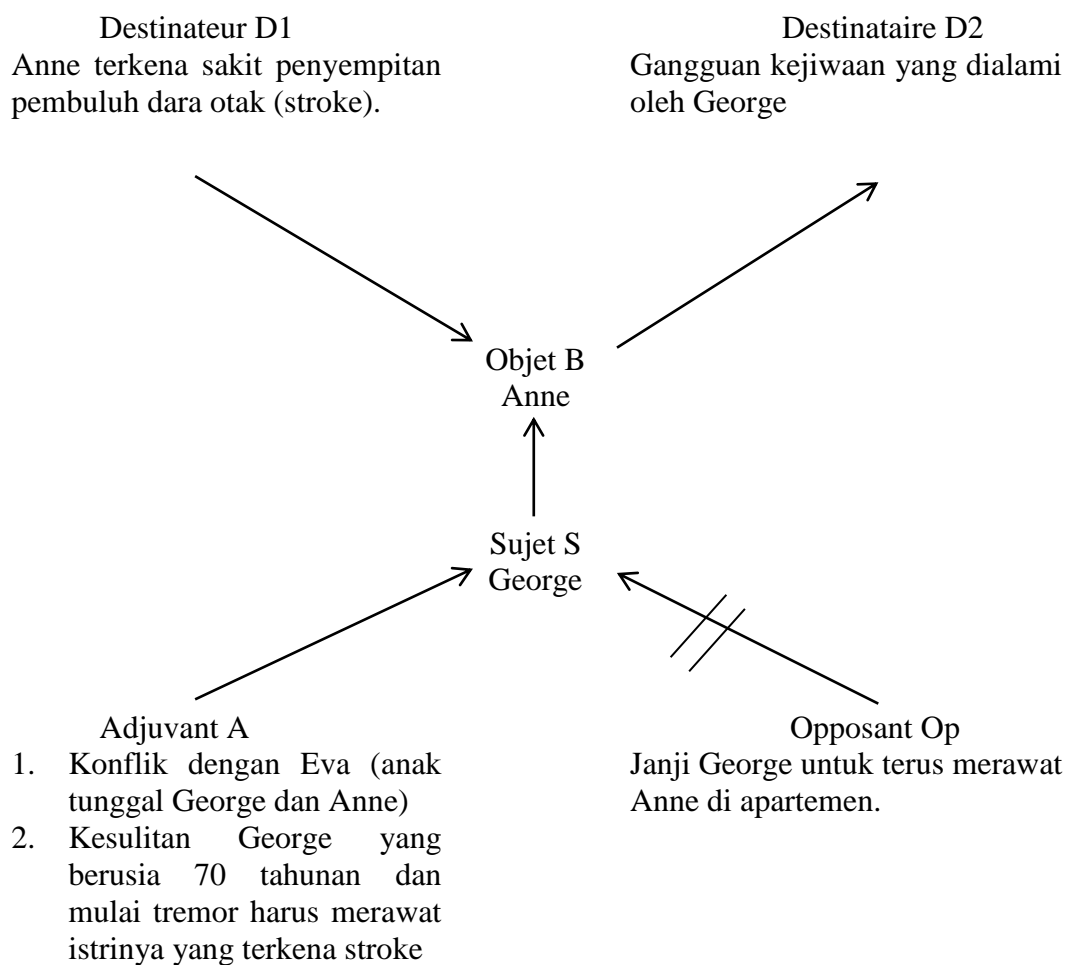 Destinateur D1
Anne terkena sakit penyempitan
pembuluh dara otak (stroke).
Destinataire D2
Gangguan kejiwaan yang dialami
oleh George
Objet B
Anne
Sujet S
George
Adjuvant A
1. Konflik dengan Eva (anak
tunggal George dan Anne)
2. Kesulitan George yang
berusia 70 tahunan dan
mulai tremor harus merawat
istrinya yang terkena stroke
Opposant Op
Janji George untuk terus merawat
Anne di apartemen.